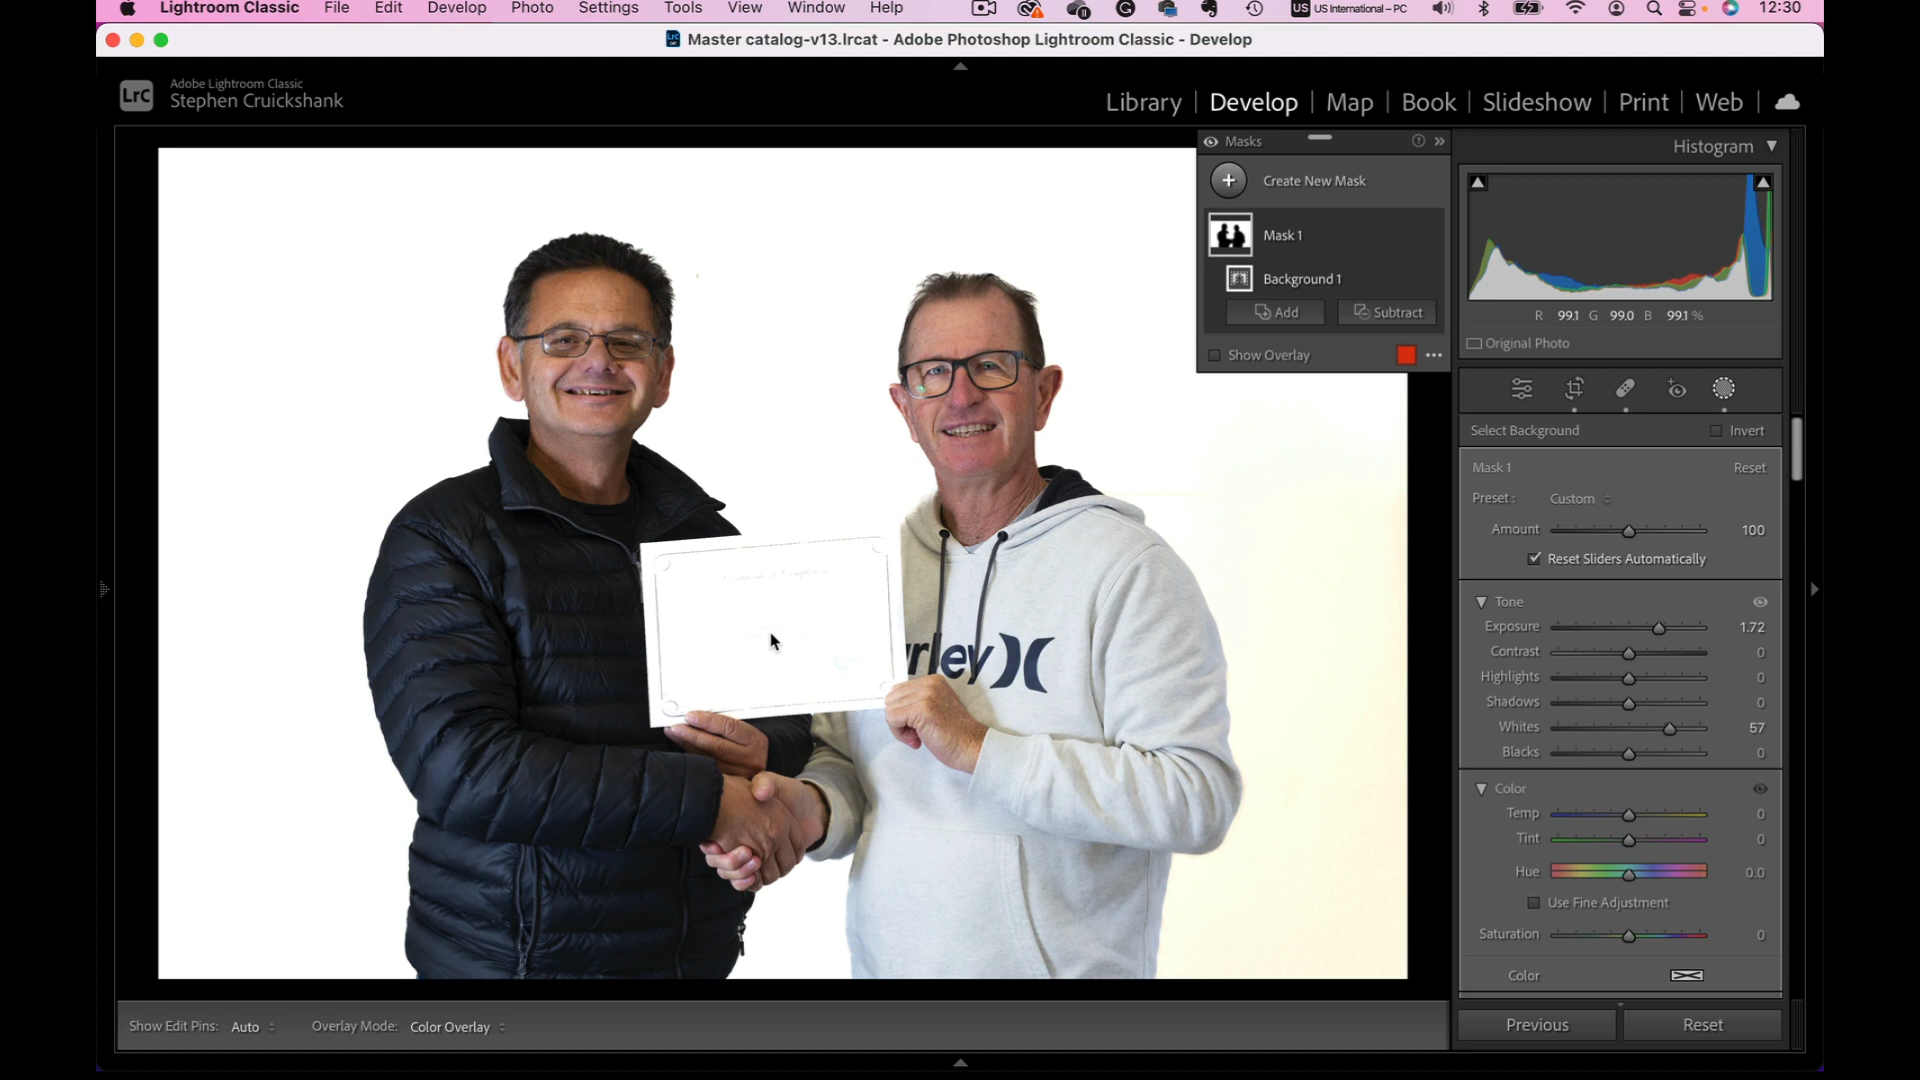 Lightroom Classic File Edit Develop Photo Settings Tools View Window Help US US International – PC 12:30
LrC CAT Master catalog-v13.lrcat - Adobe Photoshop Lightroom Classic - Develop
LrC Adobe Lightroom Classic
Stephen Cruickshank
Library | Develop | Map | Book | Slideshow | Print | Web |
Masks
Create New Mask
Mask 1
Background 1
Add Subtract
Show Overlay
Histogram
R 99.1 G 99.0 B 99.1 %
Original Photo
Select Background Invert
Mask 1 Reset
Preset : Custom
Amount 100
Reset Sliders Automatically
Tone
Exposure 1.72
Contrast 0
Highlights 0
Shadows 0
Whites 57
Blacks 0
Color
Temp 0
Tint 0
Hue 0.0
Use Fine Adjustment
Saturation 0
Color
Previous Reset
rley
Show Edit Pins: Auto Overlay Mode: Color Overlay